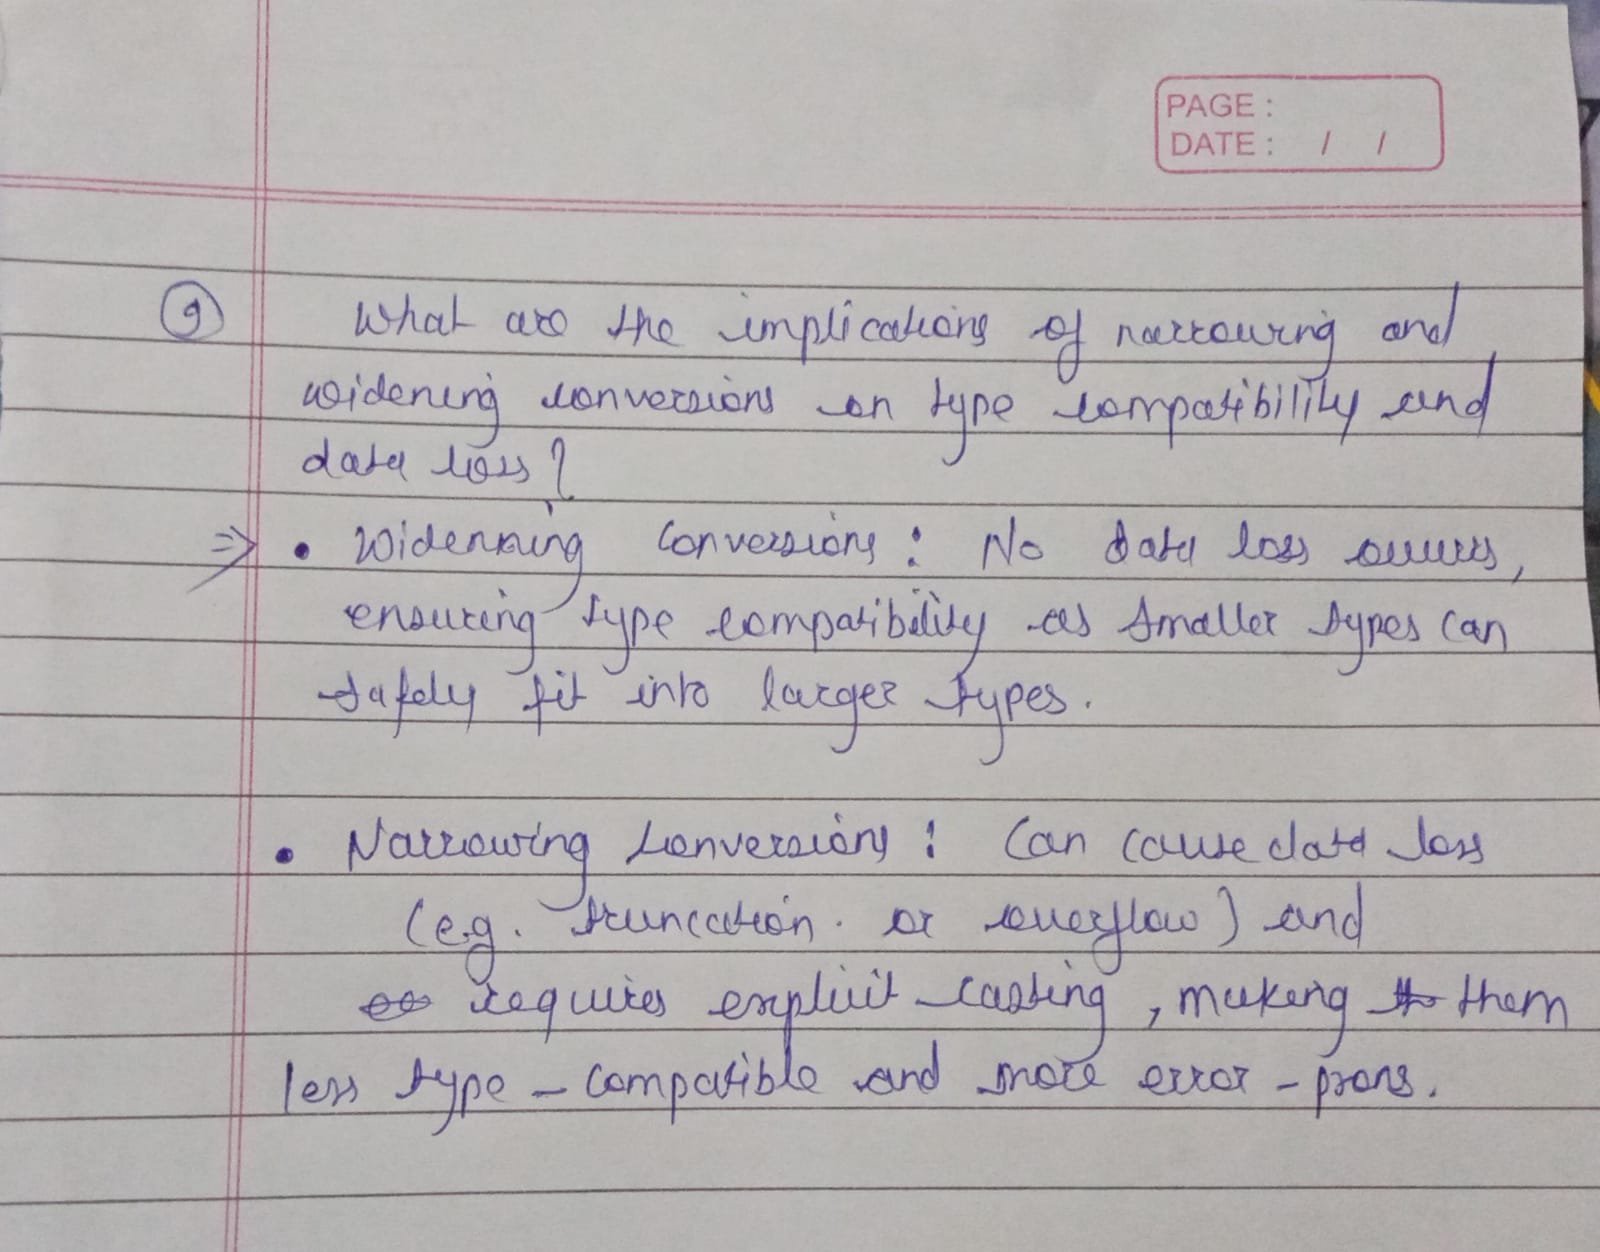 PAGE :
DATE : / /
9 What are the implications of narrowing and
widening conversions on type compatibility and
data loss?
⇒ • Widenning Conversions : No data loss occurs,
ensuring type compatibility as smaller types can
safely fit into larger types.
• Narrowing Conversions : Can cause data loss
(e.g. truncation. or overflow) and
requires explicit casting, making them
less type-compatible and more error-prons.